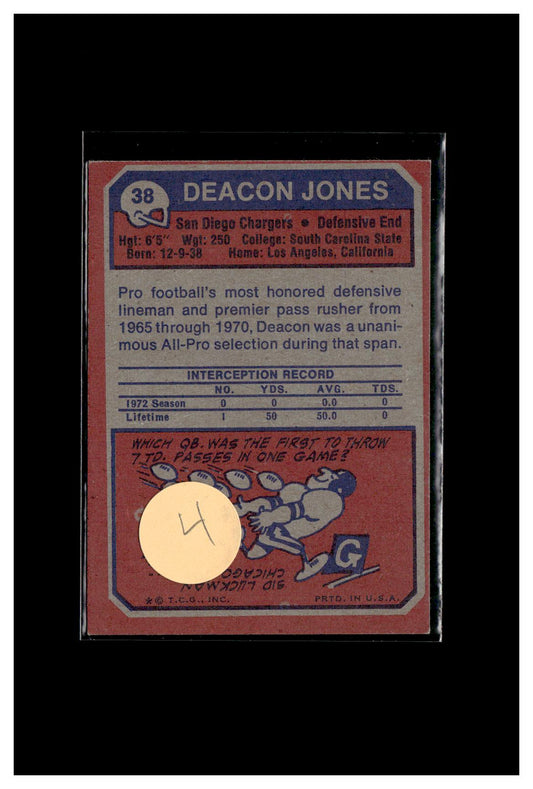 38 DEACON JONES
San Diego Chargers • Defensive End
Hgt: 6'5" Wgt: 250 College: South Carolina State
Born: 12-9-38 Home: Los Angeles, California
Pro football's most honored defensive
lineman and premier pass rusher from
1965 through 1970, Deacon was a unani-
mous All-Pro selection during that span.
INTERCEPTION RECORD
NO. YDS. AVG. TDS.
1972 Season 0 0 0.0 0
Lifetime 1 50 50.0 0
WHICH QB. WAS THE FIRST TO THROW
7 TD. PASSES IN ONE GAME?
4
G
SID LUCKMAN
CHICAGO
*© T.C.G., INC. PRTD. IN U.S.A.